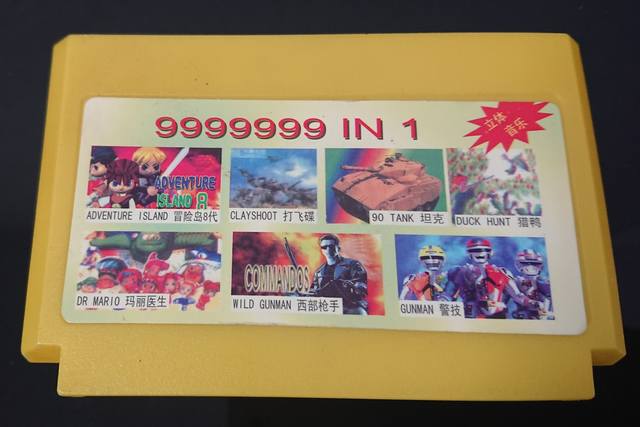 9999999 IN 1
立体
音乐
ADVENTURE
ISLAND 8
ADVENTURE ISLAND 冒险岛8代
CLAYSHOOT 打飞碟
90 TANK 坦克
DUCK HUNT 猎鸭
DR MARIO 玛丽医生
COMMANDOS
WILD GUNMAN 西部枪手
GUNMAN 警技